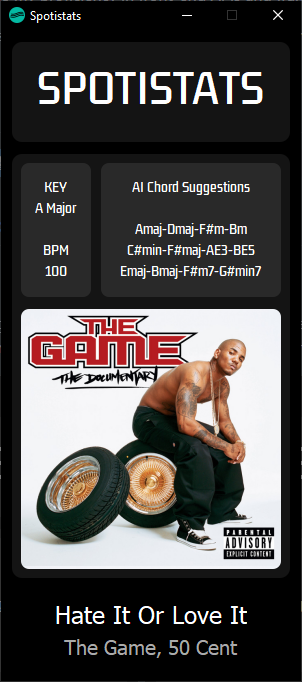 Spotistats
SPOTISTATS
KEY
A Major
BPM
100
AI Chord Suggestions
Amaj-Dmaj-F#m-Bm
C#min-F#maj-AE3-BE5
Emaj-Bmaj-F#m7-G#min7
THE
GAME
THE DOCUMENTARY
PARENTAL
ADVISORY
EXPLICIT CONTENT
Hate It Or Love It
The Game, 50 Cent